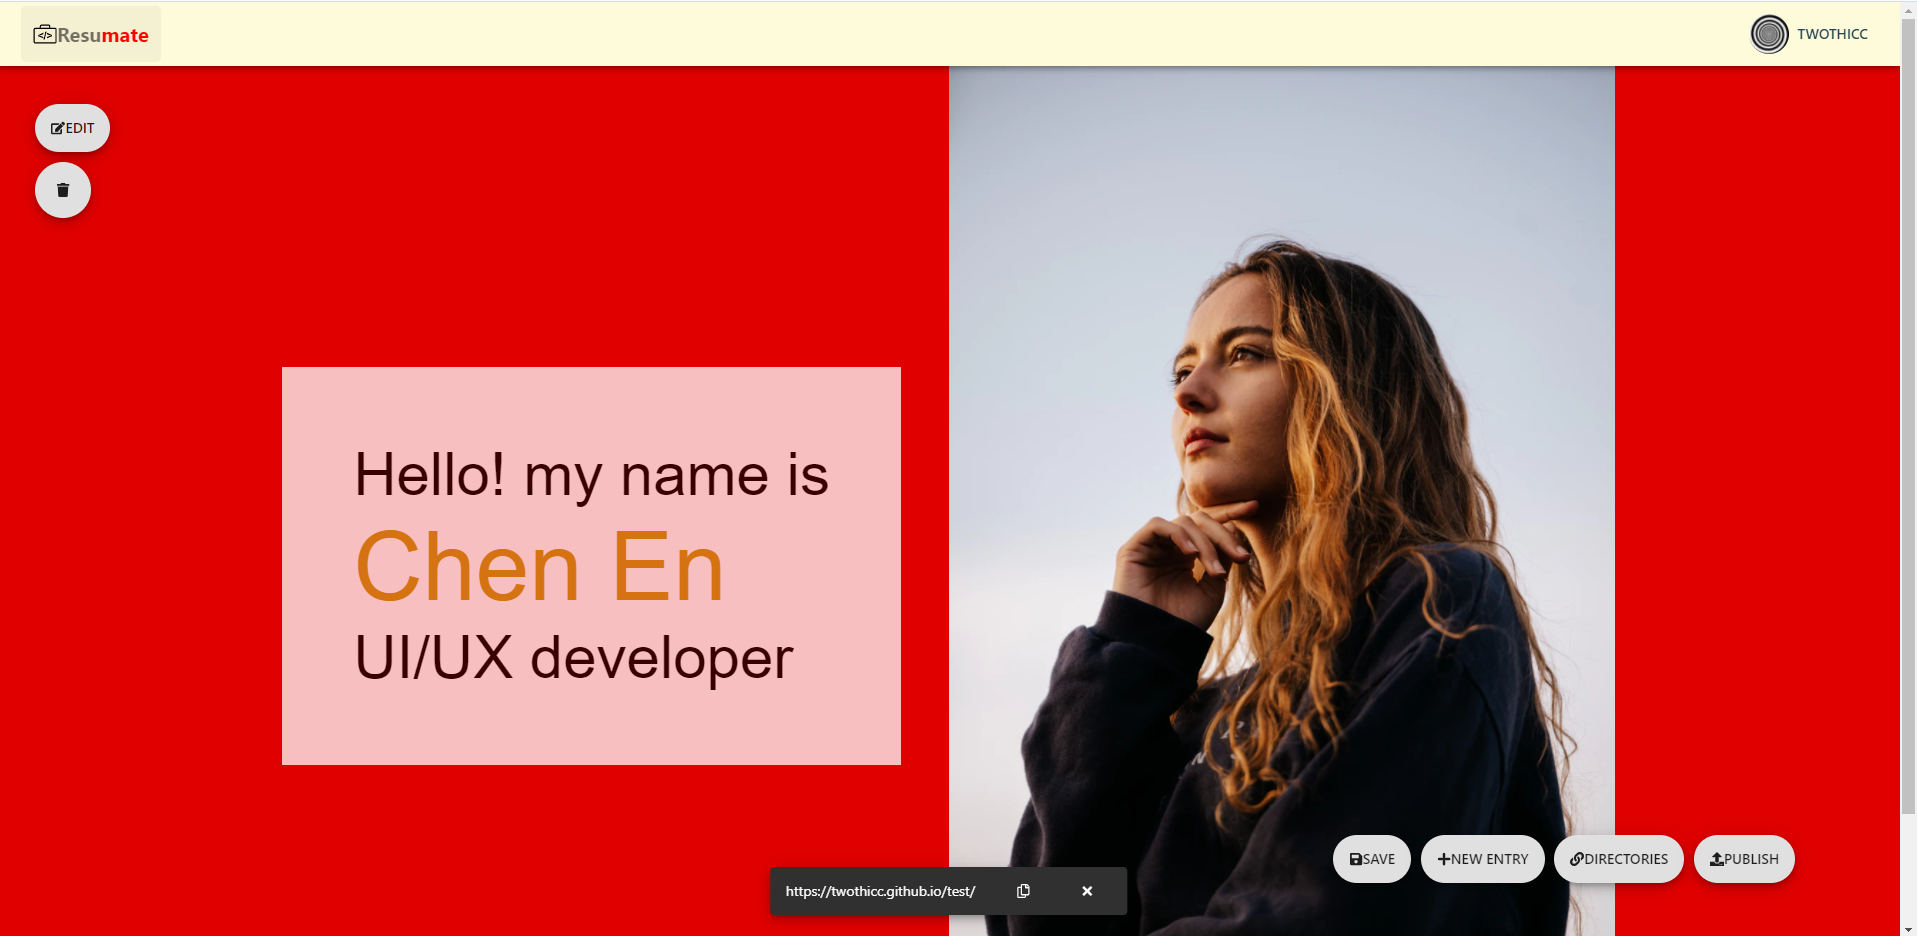 Resumate
TWOTHICC
EDIT
Hello! my name is
Chen En
UI/UX developer
SAVE
NEW ENTRY
DIRECTORIES
PUBLISH
https://twothicc.github.io/test/